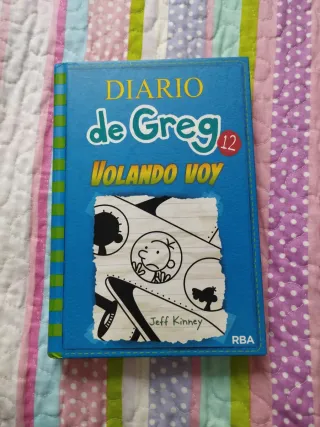 DIARIO
de Greg 12
VOLANDO VOY
Jeff Kinney
RBA